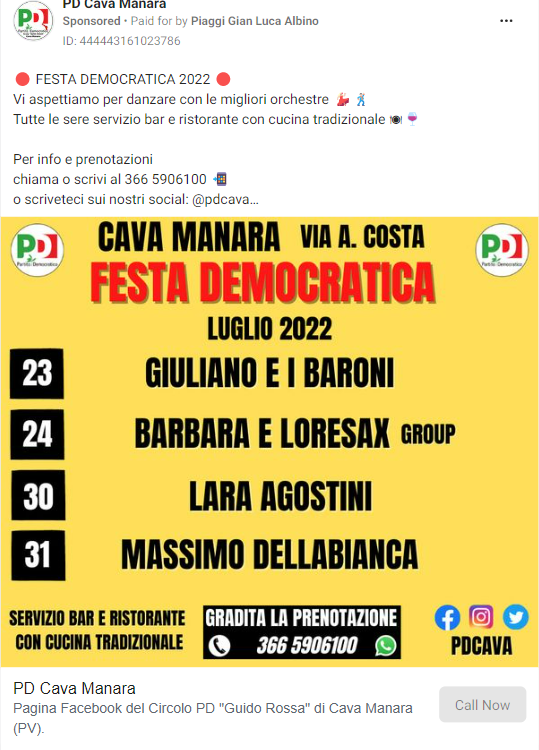 PD Cava Manara
Sponsored • Paid for by Piaggi Gian Luca Albino
ID: 444443161023786
🔴 FESTA DEMOCRATICA 2022 🔴
Vi aspettiamo per danzare con le migliori orchestre 💃🕺
Tutte le sere servizio bar e ristorante con cucina tradizionale 🍽️🍷
Per info e prenotazioni
chiama o scrivi al 366 5906100 📲
o scriveteci sui nostri social: @pdcava…
PD
Partito Democratico
CAVA MANARA VIA A. COSTA
PD
Partito Democratico
FESTA DEMOCRATICA
LUGLIO 2022
23 GIULIANO E I BARONI
24 BARBARA E LORESAX GROUP
30 LARA AGOSTINI
31 MASSIMO DELLABIANCA
SERVIZIO BAR E RISTORANTE
CON CUCINA TRADIZIONALE
GRADITA LA PRENOTAZIONE
366 5906100
PDCAVA
PD Cava Manara
Pagina Facebook del Circolo PD "Guido Rossa" di Cava Manara
(PV).
Call Now